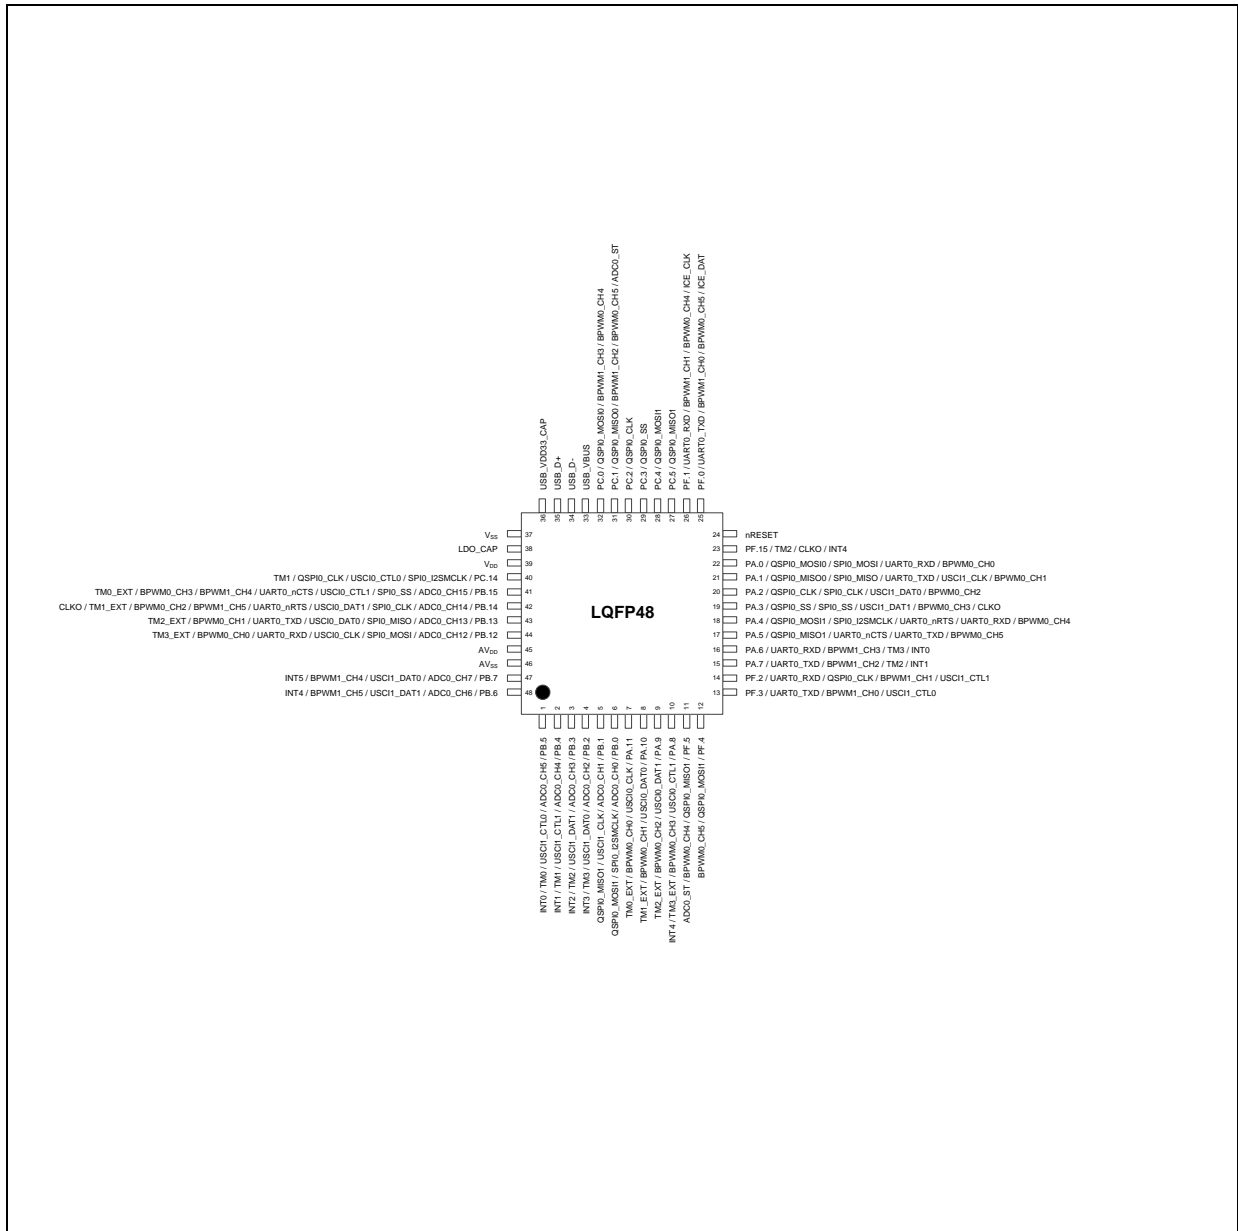 USB_VDD33_CAP
USB_D+
USB_D-
USB_VBUS
PC.0 / QSPI0_MOSI0 / BPWM1_CH3 / BPWM0_CH4
PC.1 / QSPI0_MISO0 / BPWM1_CH2 / BPWM0_CH5 / ADC0_ST
PC.2 / QSPI0_CLK
PC.3 / QSPI0_SS
PC.4 / QSPI0_MOSI1
PC.5 / QSPI0_MISO1
PF.1 / UART0_RXD / BPWM1_CH1 / BPWM0_CH4 / ICE_CLK
PF.0 / UART0_TXD / BPWM1_CH0 / BPWM0_CH5 / ICE_DAT
36 35 34 33 32 31 30 29 28 27 26 25
VSS 37
LDO_CAP 38
VDD 39
TM1 / QSPI0_CLK / USCI0_CTL0 / SPI0_I2SMCLK / PC.14 40
TM0_EXT / BPWM0_CH3 / BPWM1_CH4 / UART0_nCTS / USCI0_CTL1 / SPI0_SS / ADC0_CH15 / PB.15 41
CLKO / TM1_EXT / BPWM0_CH2 / BPWM1_CH5 / UART0_nRTS / USCI0_DAT1 / SPI0_CLK / ADC0_CH14 / PB.14 42
TM2_EXT / BPWM0_CH1 / UART0_TXD / USCI0_DAT0 / SPI0_MISO / ADC0_CH13 / PB.13 43
TM3_EXT / BPWM0_CH0 / UART0_RXD / USCI0_CLK / SPI0_MOSI / ADC0_CH12 / PB.12 44
AVDD 45
AVSS 46
INT5 / BPWM1_CH4 / USCI1_DAT0 / ADC0_CH7 / PB.7 47
INT4 / BPWM1_CH5 / USCI1_DAT1 / ADC0_CH6 / PB.6 48
LQFP48
24 nRESET
23 PF.15 / TM2 / CLKO / INT4
22 PA.0 / QSPI0_MOSI0 / SPI0_MOSI / UART0_RXD / BPWM0_CH0
21 PA.1 / QSPI0_MISO0 / SPI0_MISO / UART0_TXD / USCI1_CLK / BPWM0_CH1
20 PA.2 / QSPI0_CLK / SPI0_CLK / USCI1_DAT0 / BPWM0_CH2
19 PA.3 / QSPI0_SS / SPI0_SS / USCI1_DAT1 / BPWM0_CH3 / CLKO
18 PA.4 / QSPI0_MOSI1 / SPI0_I2SMCLK / UART0_nRTS / UART0_RXD / BPWM0_CH4
17 PA.5 / QSPI0_MISO1 / UART0_nCTS / UART0_TXD / BPWM0_CH5
16 PA.6 / UART0_RXD / BPWM1_CH3 / TM3 / INT0
15 PA.7 / UART0_TXD / BPWM1_CH2 / TM2 / INT1
14 PF.2 / UART0_RXD / QSPI0_CLK / BPWM1_CH1 / USCI1_CTL1
13 PF.3 / UART0_TXD / BPWM1_CH0 / USCI1_CTL0
1 2 3 4 5 6 7 8 9 10 11 12
INT0 / TM0 / USCI1_CTL0 / ADC0_CH5 / PB.5
INT1 / TM1 / USCI1_CTL1 / ADC0_CH4 / PB.4
INT2 / TM2 / USCI1_DAT1 / ADC0_CH3 / PB.3
INT3 / TM3 / USCI1_DAT0 / ADC0_CH2 / PB.2
QSPI0_MISO1 / USCI1_CLK / ADC0_CH1 / PB.1
QSPI0_MOSI1 / SPI0_I2SMCLK / ADC0_CH0 / PB.0
TM0_EXT / BPWM0_CH0 / USCI0_CLK / PA.11
TM1_EXT / BPWM0_CH1 / USCI0_DAT0 / PA.10
TM2_EXT / BPWM0_CH2 / USCI0_DAT1 / PA.9
INT4 / TM3_EXT / BPWM0_CH3 / USCI0_CTL1 / PA.8
ADC0_ST / BPWM0_CH4 / QSPI0_MISO1 / PF.5
BPWM0_CH5 / QSPI0_MOSI1 / PF.4